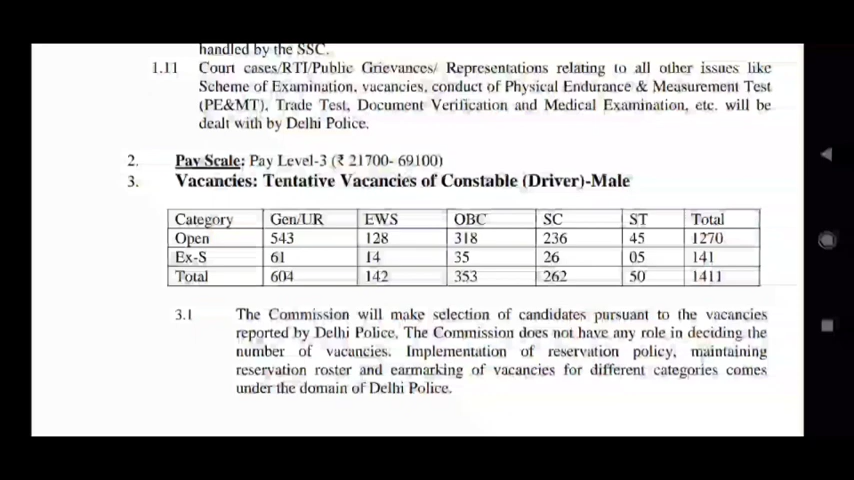 handled by the SSC.
1.11 Court cases/RTI/Public Grievances/ Representations relating to all other issues like
Scheme of Examination, vacancies, conduct of Physical Endurance & Measurement Test
(PE&MT), Trade Test, Document Verification and Medical Examination, etc. will be
dealt with by Delhi Police.
2. Pay Scale: Pay Level-3 (₹ 21700- 69100)
3. Vacancies: Tentative Vacancies of Constable (Driver)-Male
Category Gen/UR EWS OBC SC ST Total
Open 543 128 318 236 45 1270
Ex-S 61 14 35 26 05 141
Total 604 142 353 262 50 1411
3.1 The Commission will make selection of candidates pursuant to the vacancies
reported by Delhi Police. The Commission does not have any role in deciding the
number of vacancies. Implementation of reservation policy, maintaining
reservation roster and earmarking of vacancies for different categories comes
under the domain of Delhi Police.